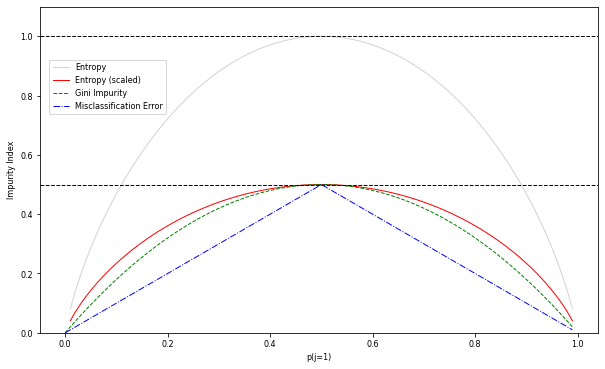 1.0
0.8
0.6
0.4
0.2
0.0
Impurity Index
Entropy
Entropy (scaled)
Gini Impurity
Misclassification Error
0.0 0.2 0.4 0.6 0.8 1.0
p(j=1)